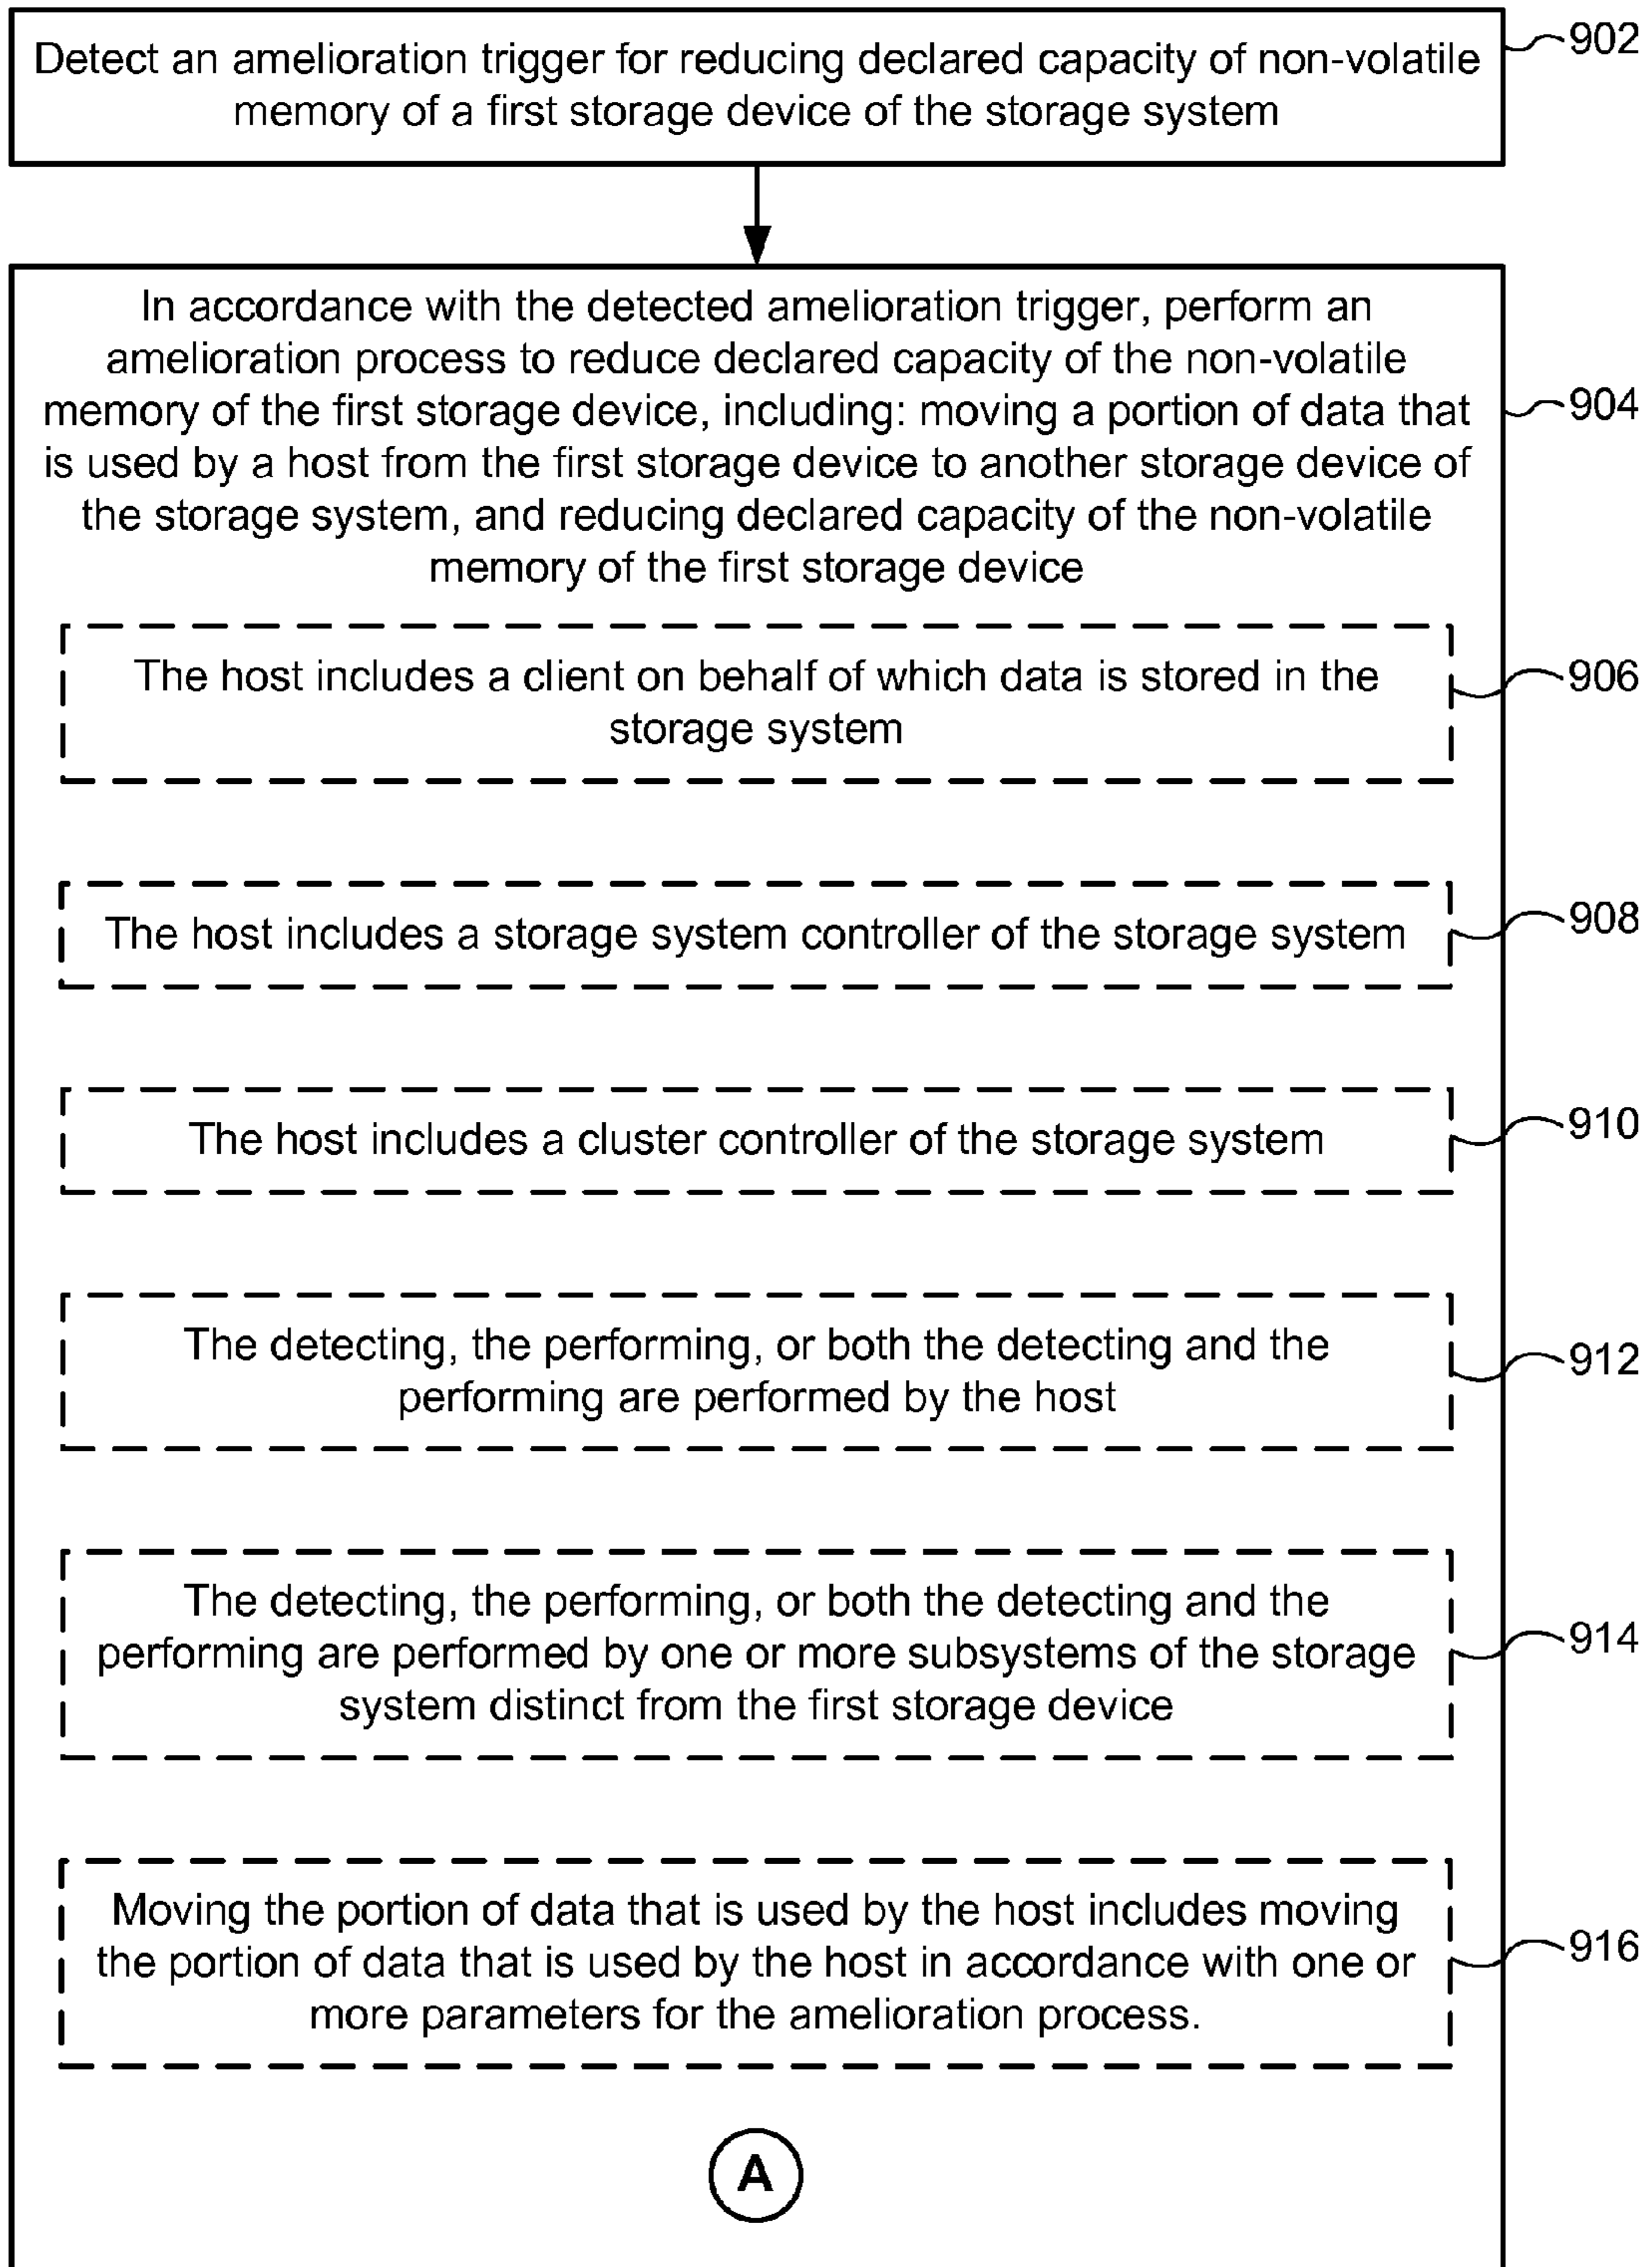 Detect an amelioration trigger for reducing declared capacity of non-volatile
memory of a first storage device of the storage system
902
In accordance with the detected amelioration trigger, perform an
amelioration process to reduce declared capacity of the non-volatile
memory of the first storage device, including: moving a portion of data that
is used by a host from the first storage device to another storage device of
the storage system, and reducing declared capacity of the non-volatile
memory of the first storage device
904
The host includes a client on behalf of which data is stored in the
storage system
906
The host includes a storage system controller of the storage system
908
The host includes a cluster controller of the storage system
910
The detecting, the performing, or both the detecting and the
performing are performed by the host
912
The detecting, the performing, or both the detecting and the
performing are performed by one or more subsystems of the storage
system distinct from the first storage device
914
Moving the portion of data that is used by the host includes moving
the portion of data that is used by the host in accordance with one or
more parameters for the amelioration process.
916
A